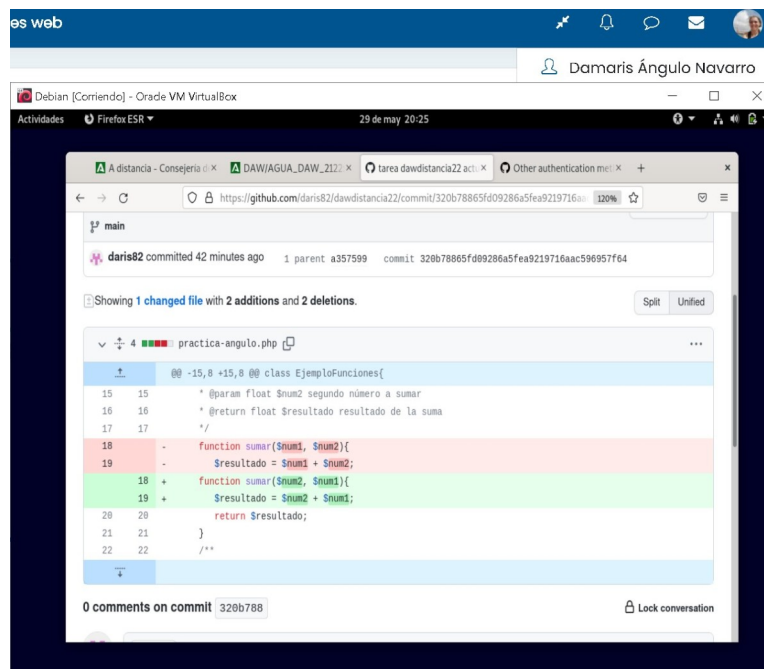 es web
Damaris Ángulo Navarro
Debian [Corriendo] - Oracle VM VirtualBox
Actividades Firefox ESR 29 de may 20:25
A distancia - Consejería d DAW/AGUA_DAW_2122 tarea dawdistancia22 actu Other authentication met
https://github.com/daris82/dawdistancia22/commit/320b78865fd09286a5fea9219716aa 120%
main
daris82 committed 42 minutes ago 1 parent a357599 commit 320b78865fd09286a5fea9219716aac596957f64
Showing 1 changed file with 2 additions and 2 deletions. Split Unified
4 practica-angulo.php ...
@@ -15,8 +15,8 @@ class EjemploFunciones{
15 15 * @param float $num2 segundo número a sumar
16 16 * @return float $resultado resultado de la suma
17 17 */
18 - function sumar($num1, $num2){
19 - $resultado = $num1 + $num2;
18 + function sumar($num2, $num1){
19 + $resultado = $num2 + $num1;
20 20 return $resultado;
21 21 }
22 22 /**
0 comments on commit 320b788 Lock conversation